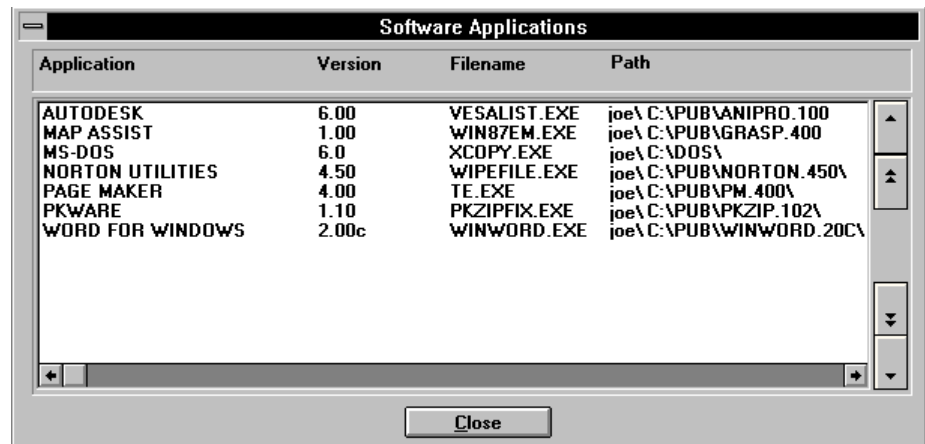 Software Applications
Application Version Filename Path
AUTODESK 6.00 VESALIST.EXE joe\ C:\PUB\ANIPRO.100
MAP ASSIST 1.00 WIN87EM.EXE joe\ C:\PUB\GRASP.400
MS-DOS 6.0 XCOPY.EXE joe\ C:\DOS\
NORTON UTILITIES 4.50 WIPEFILE.EXE joe\ C:\PUB\NORTON.450\
PAGE MAKER 4.00 TE.EXE joe\ C:\PUB\PM.400\
PKWARE 1.10 PKZIPFIX.EXE joe\ C:\PUB\PKZIP.102\
WORD FOR WINDOWS 2.00c WINWORD.EXE joe\ C:\PUB\WINWORD.20C\
Close